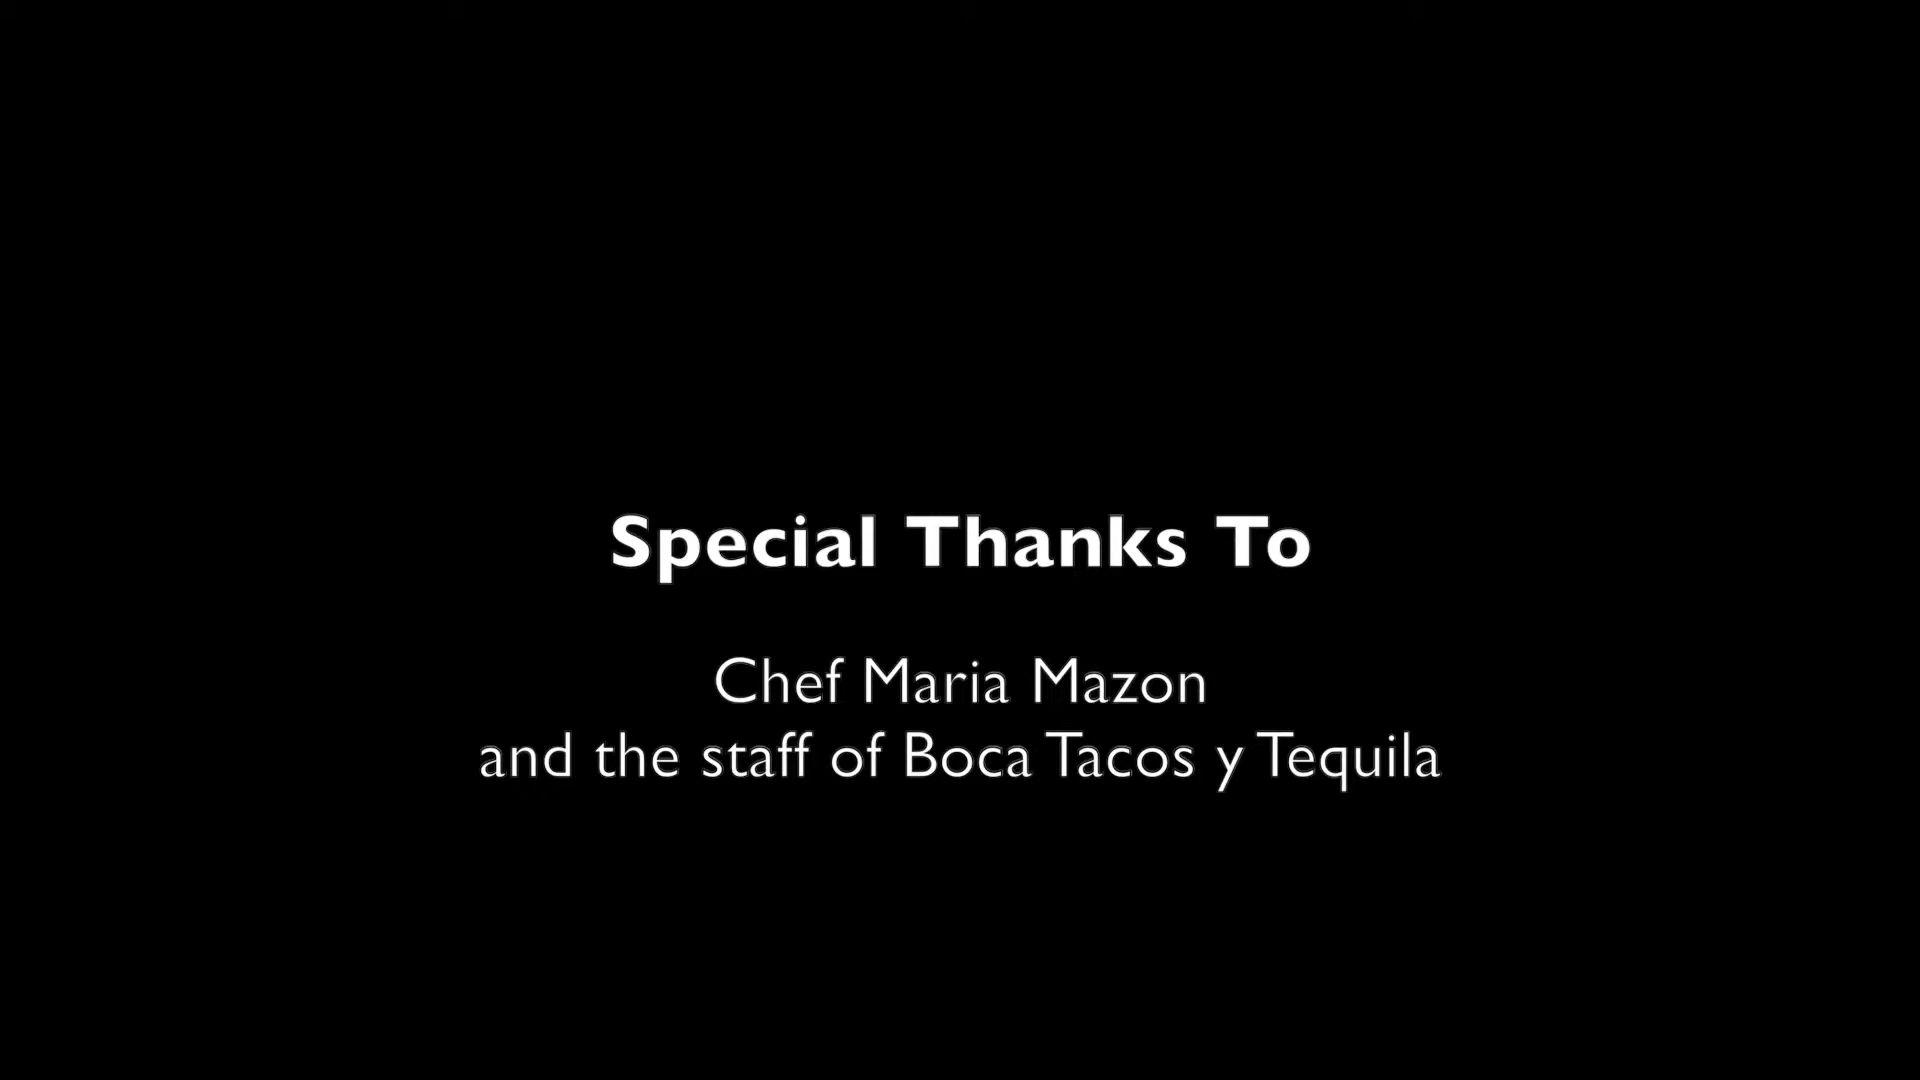 Special Thanks To
Chef Maria Mazon
and the staff of Boca Tacos y Tequila